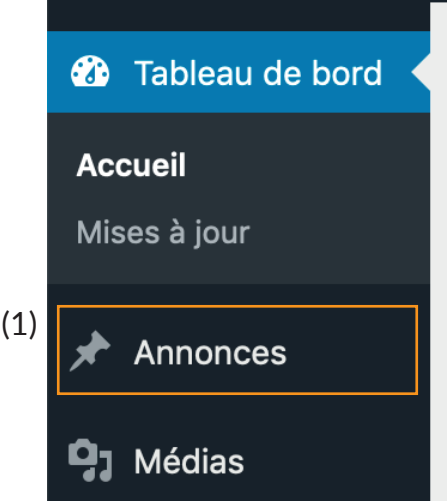 Tableau de bord
Accueil
Mises à jour
(1)
Annonces
Médias